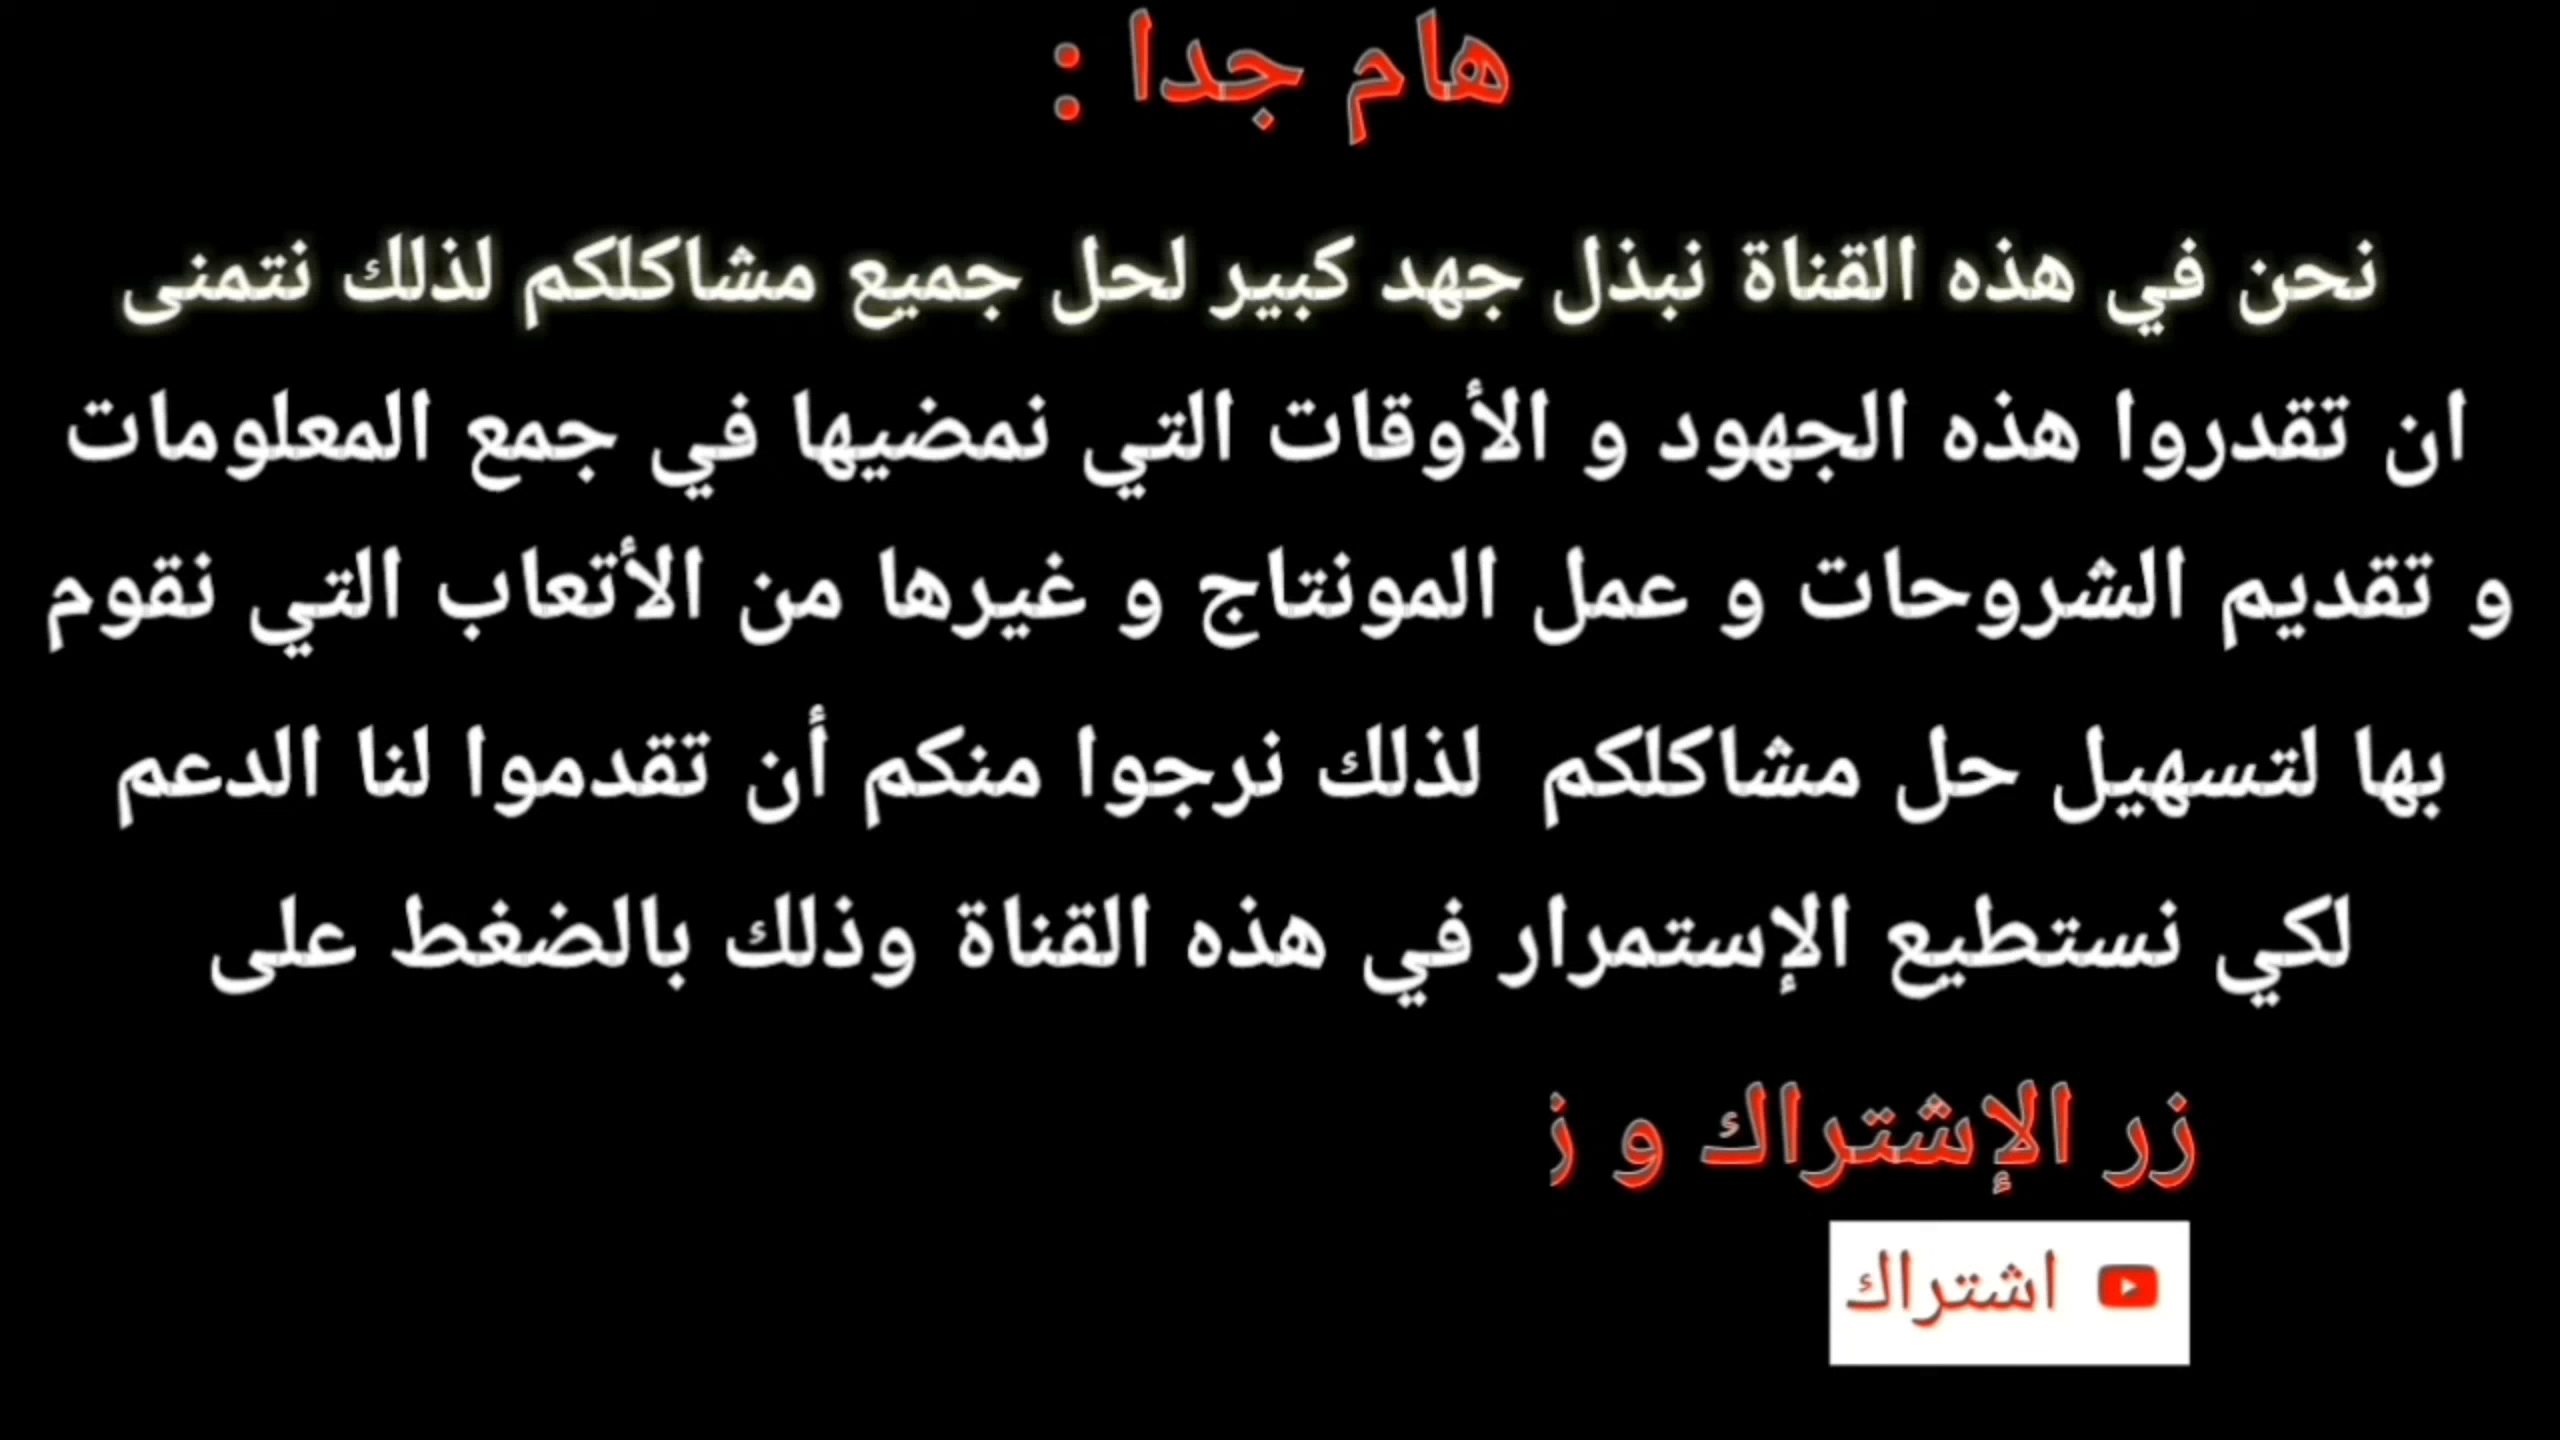 هام جدا :
نحن في هذه القناة نبذل جهد كبير لحل جميع مشاكلكم لذلك نتمنى
ان تقدروا هذه الجهود و الأوقات التي نمضيها في جمع المعلومات
و تقديم الشروحات و عمل المونتاج و غيرها من الأتعاب التي نقوم
بها لتسهيل حل مشاكلكم لذلك نرجوا منكم أن تقدموا لنا الدعم
لكي نستطيع الإستمرار في هذه القناة وذلك بالضغط على
زر الإشتراك و ز
اشتراك